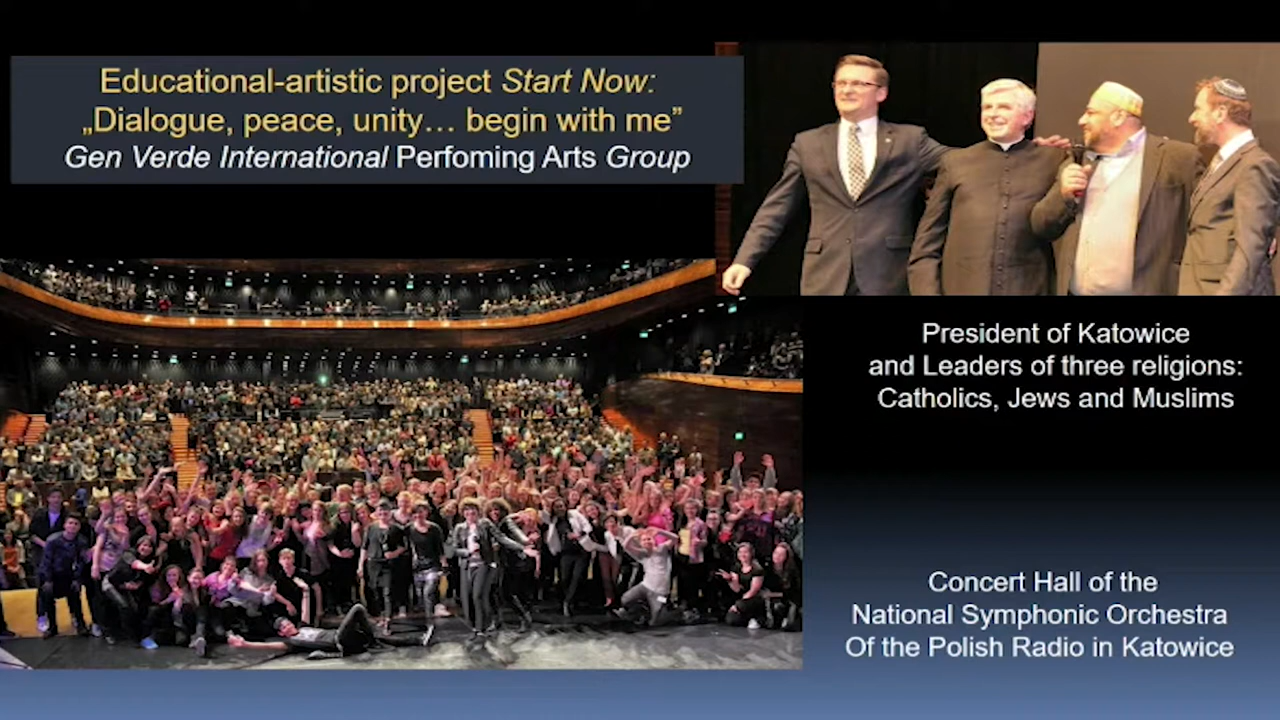 Educational-artistic project Start Now:
„Dialogue, peace, unity… begin with me”
Gen Verde International Perfoming Arts Group
President of Katowice
and Leaders of three religions:
Catholics, Jews and Muslims
Concert Hall of the
National Symphonic Orchestra
Of the Polish Radio in Katowice